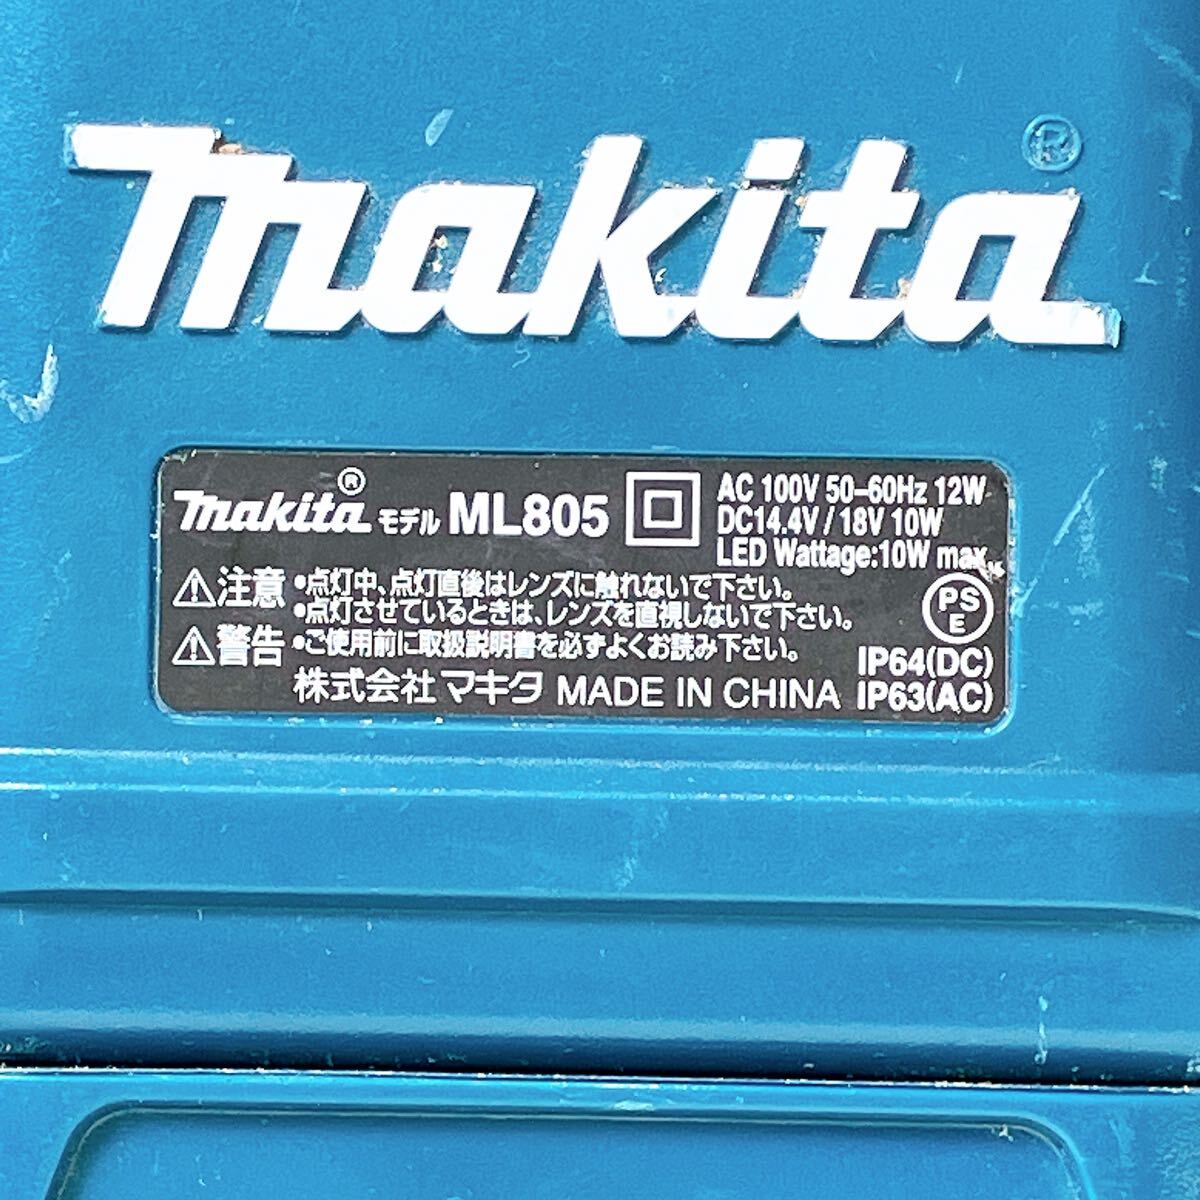 makita®
makita® モデル ML805
AC 100V 50-60Hz 12W
DC14.4V / 18V 10W
LED Wattage:10W max.
⚠注意 •点灯中、点灯直後はレンズに触れないで下さい。
•点灯させているときは、レンズを直視しないで下さい。
⚠警告 •ご使用前に取扱説明書を必ずよくお読み下さい。
PS
E
IP64(DC)
株式会社マキタ MADE IN CHINA IP63(AC)